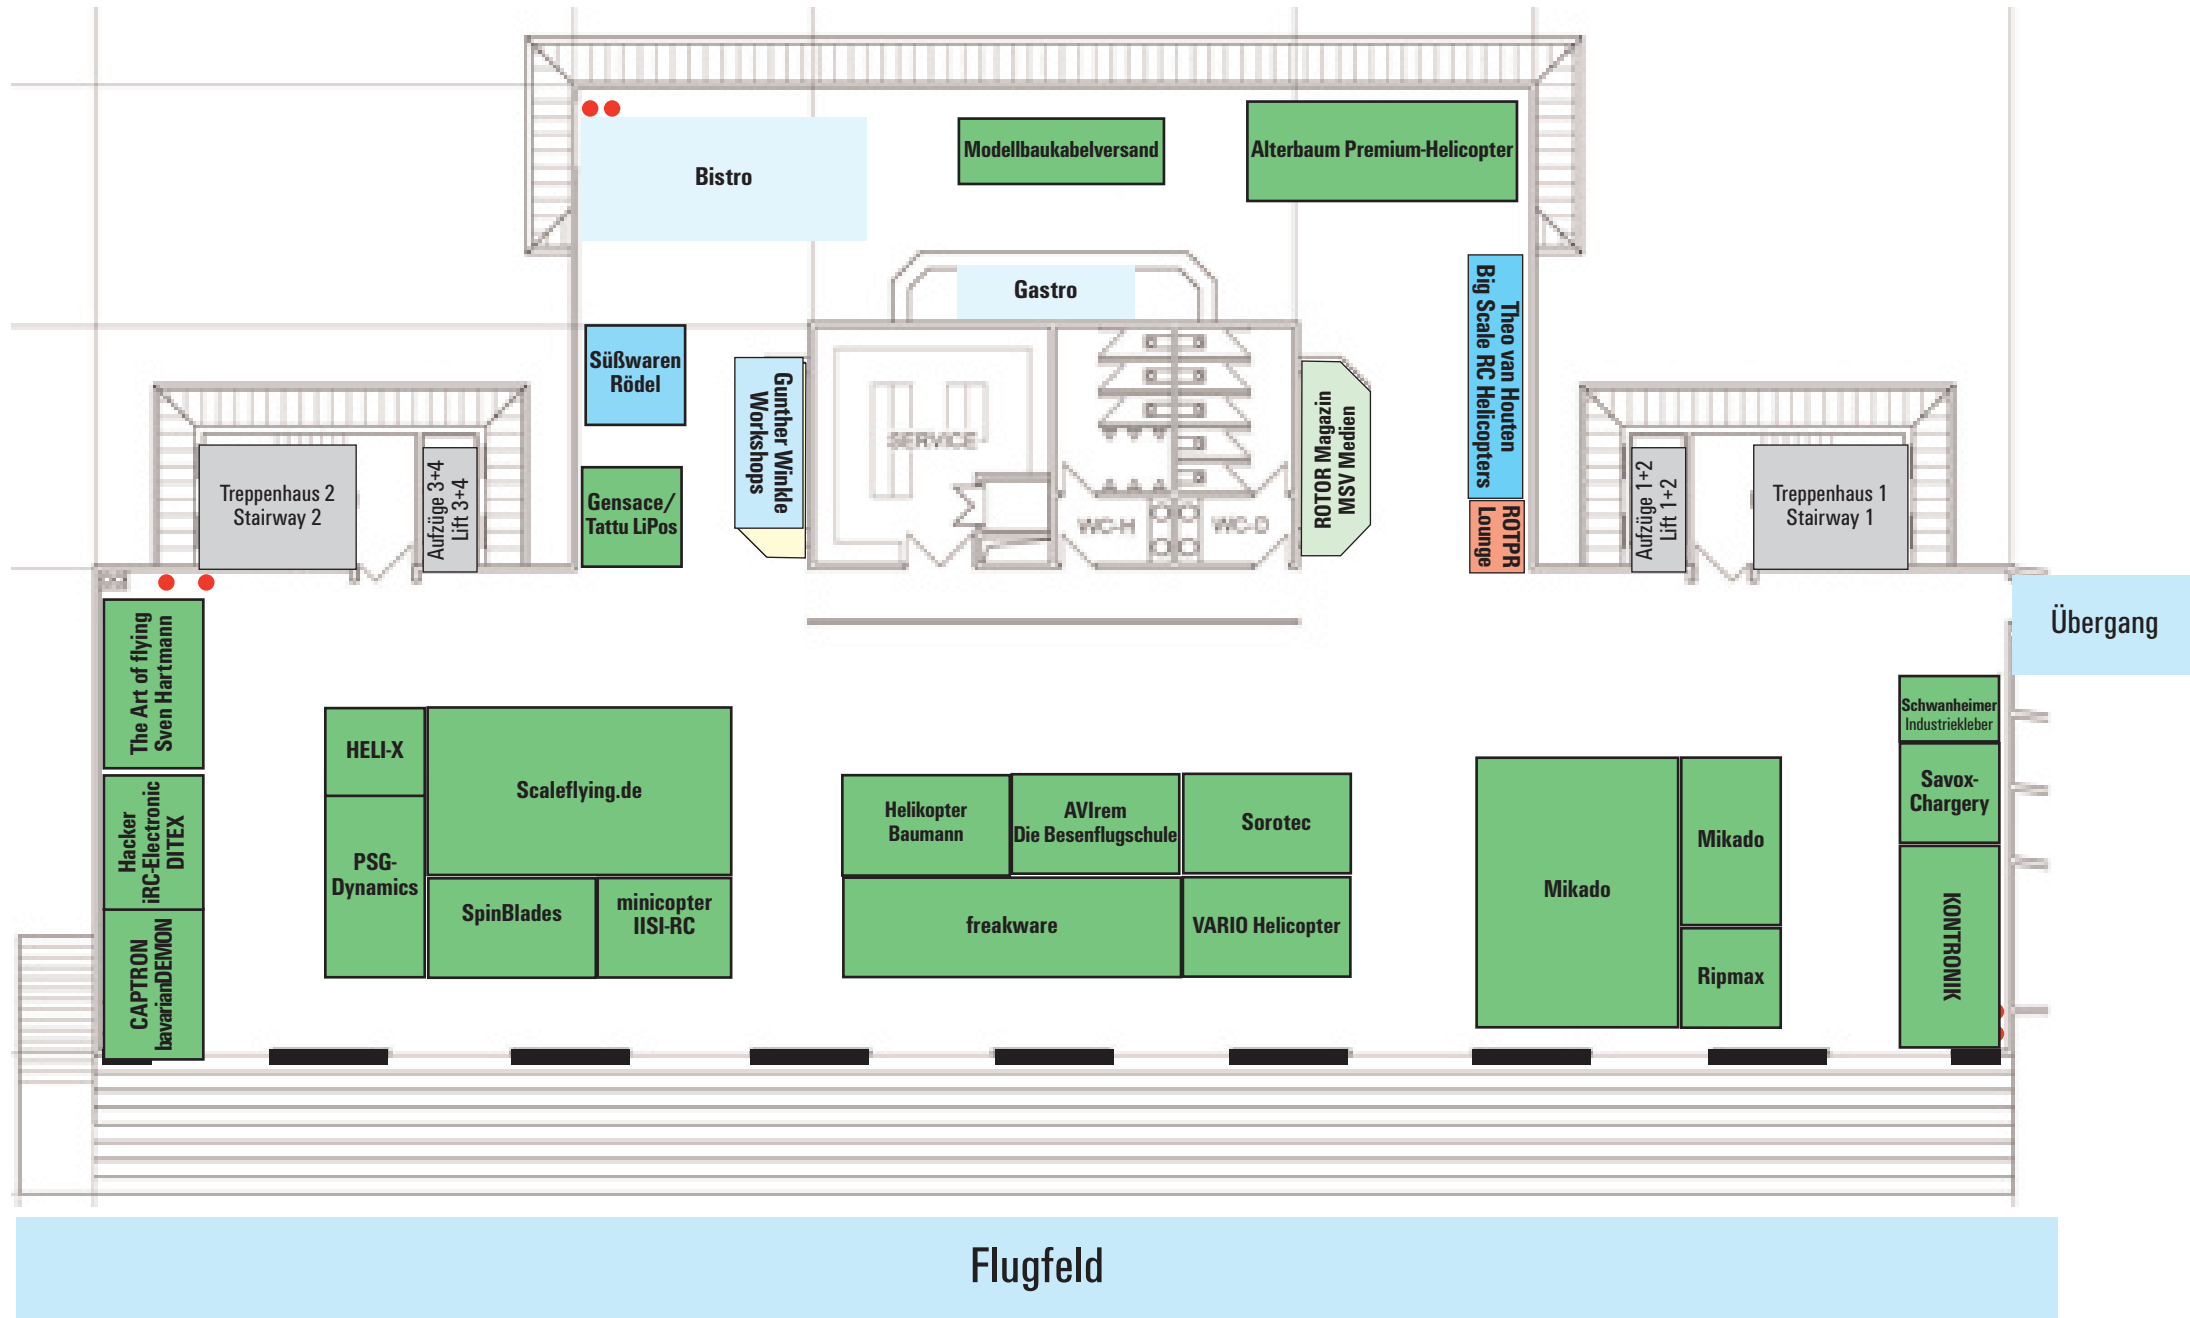 Modellbaukabelversand
Alterbaum Premium-Helicopter
Bistro
Gastro
Theo van Houten
Big Scale RC Helicopters
Süßwaren
Rödel
Gunther Winkle
Workshops
SERVICE
ROTOR Magazin
MSV Medien
Treppenhaus 2
Stairway 2
Aufzüge 3+4
Lift 3+4
Gensace/
Tattu LiPos
WC-H
WC-D
ROTPR
Lounge
Aufzüge 1+2
Lift 1+2
Treppenhaus 1
Stairway 1
Übergang
The Art of flying
Sven Hartmann
Hacker
iRC-Electronic
DITEX
CAPTRON
bavarianDEMON
HELI-X
Scaleflying.de
PSG-
Dynamics
SpinBlades
minicopter
IISI-RC
Helikopter
Baumann
AVIrem
Die Besenflugschule
Sorotec
freakware
VARIO Helicopter
Mikado
Mikado
Ripmax
Schwanheimer
Industriekleber
Savox-
Chargery
KONTRONIK
Flugfeld